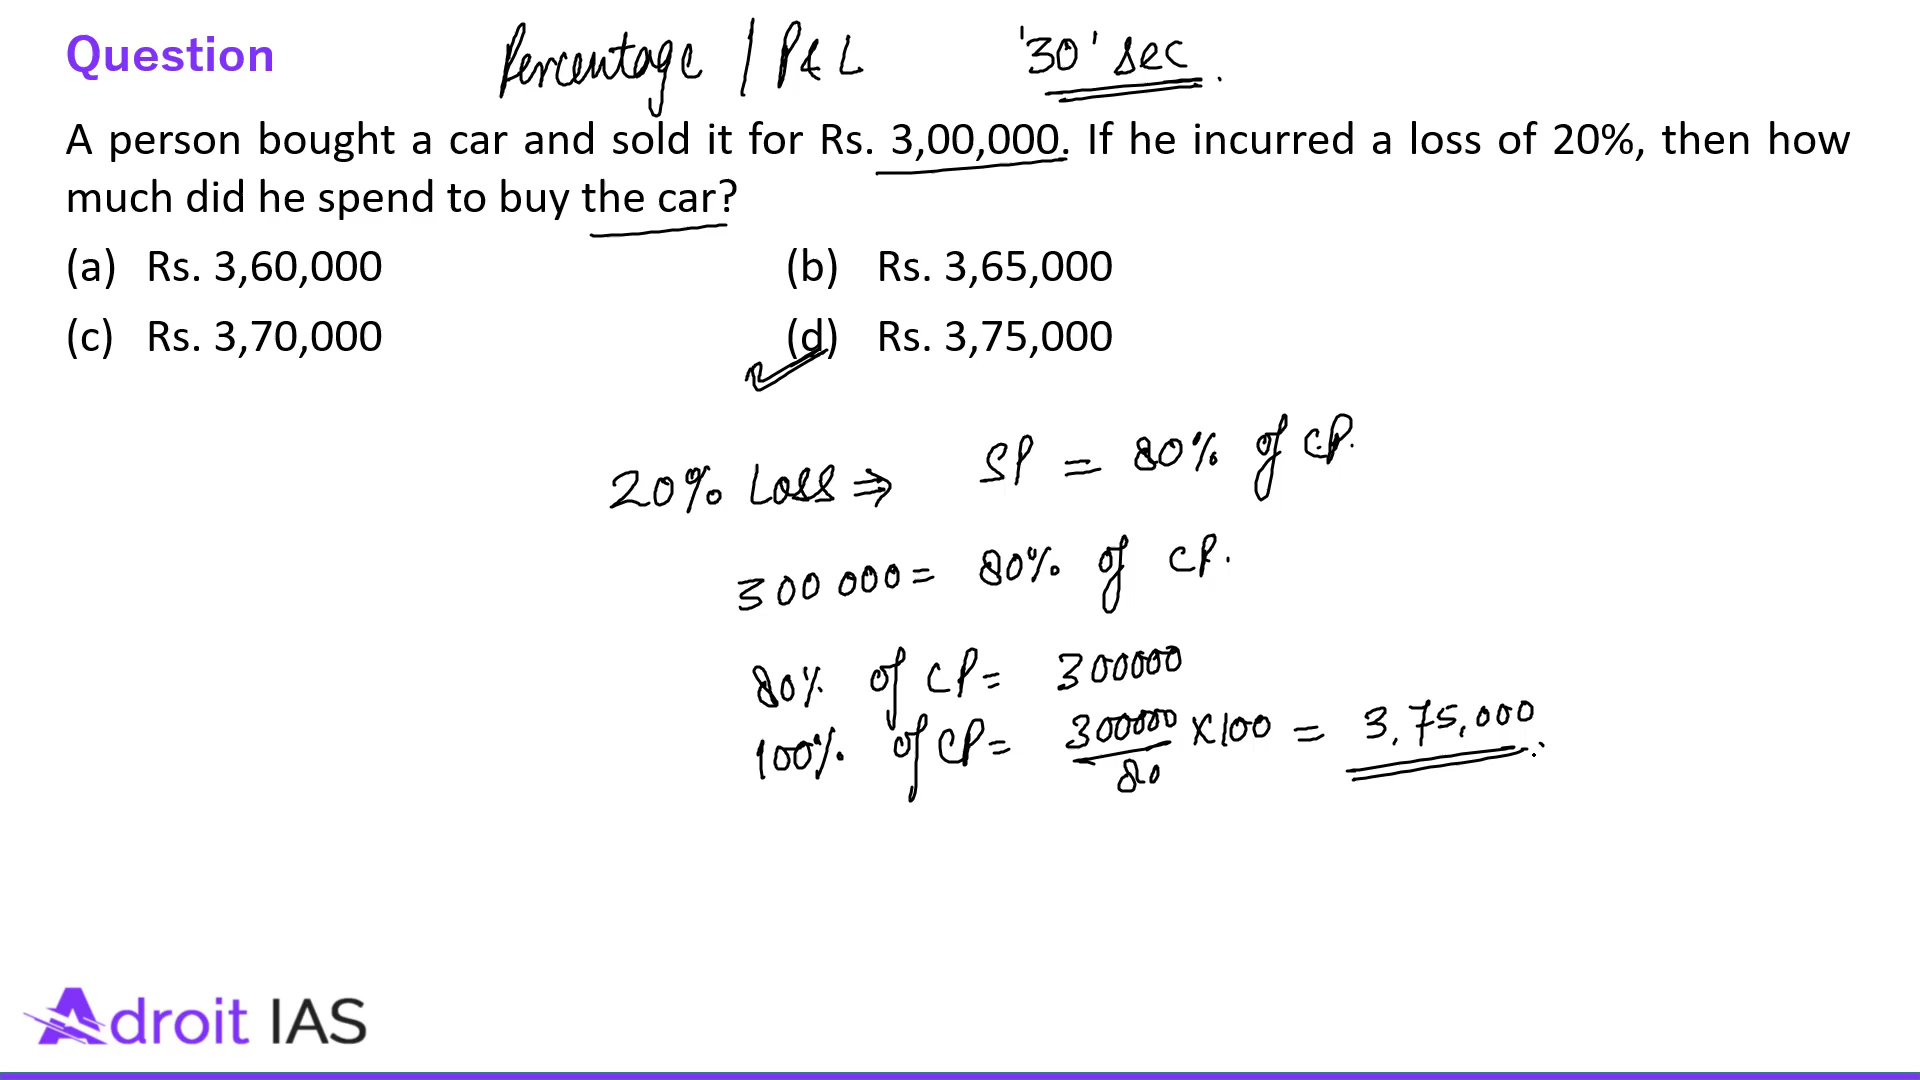 Question Percentage / P & L '30' sec.
A person bought a car and sold it for Rs. 3,00,000. If he incurred a loss of 20%, then how
much did he spend to buy the car?
(a) Rs. 3,60,000 (b) Rs. 3,65,000
(c) Rs. 3,70,000 (d) Rs. 3,75,000
20% Loss ⇒ SP = 80% of CP.
300 000 = 80% of CP.
80% of CP = 300000
100% of CP = 300000/80 X 100 = 3,75,000
Adroit IAS